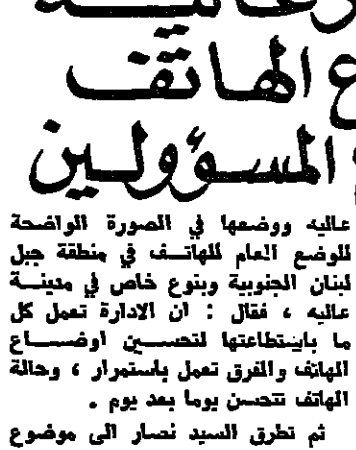 ع الهاتف
المسؤولين
عاليه ووضعها في الصورة الواضحة
للوضع العام للهاتف في منطقة جبل
لبنان الجنوبية وبنوع خاص في مدينة
عاليه ، فقال : ان الادارة تعمل كل
ما باستطاعتها لتحسين اوضاع
الهاتف والفرق تعمل باستمرار ، وحالة
الهاتف تتحسن يوما بعد يوم .
ثم تطرق السيد نصار الى موضوع